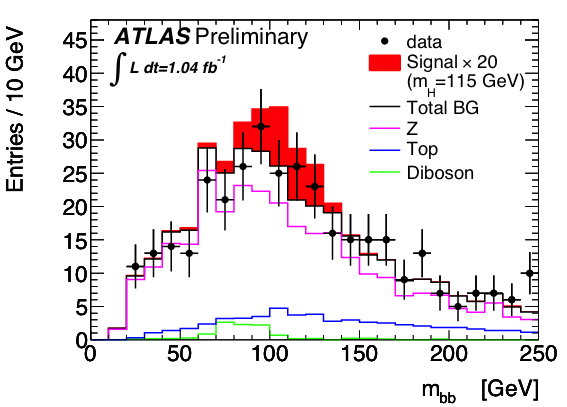 Entries / 10 GeV
45
40
35
30
25
20
15
10
5
0
ATLAS Preliminary
∫ L dt=1.04 fb⁻¹
data
Signal × 20
(m_H=115 GeV)
Total BG
Z
Top
Diboson
0 50 100 150 200 250
m_bb [GeV]